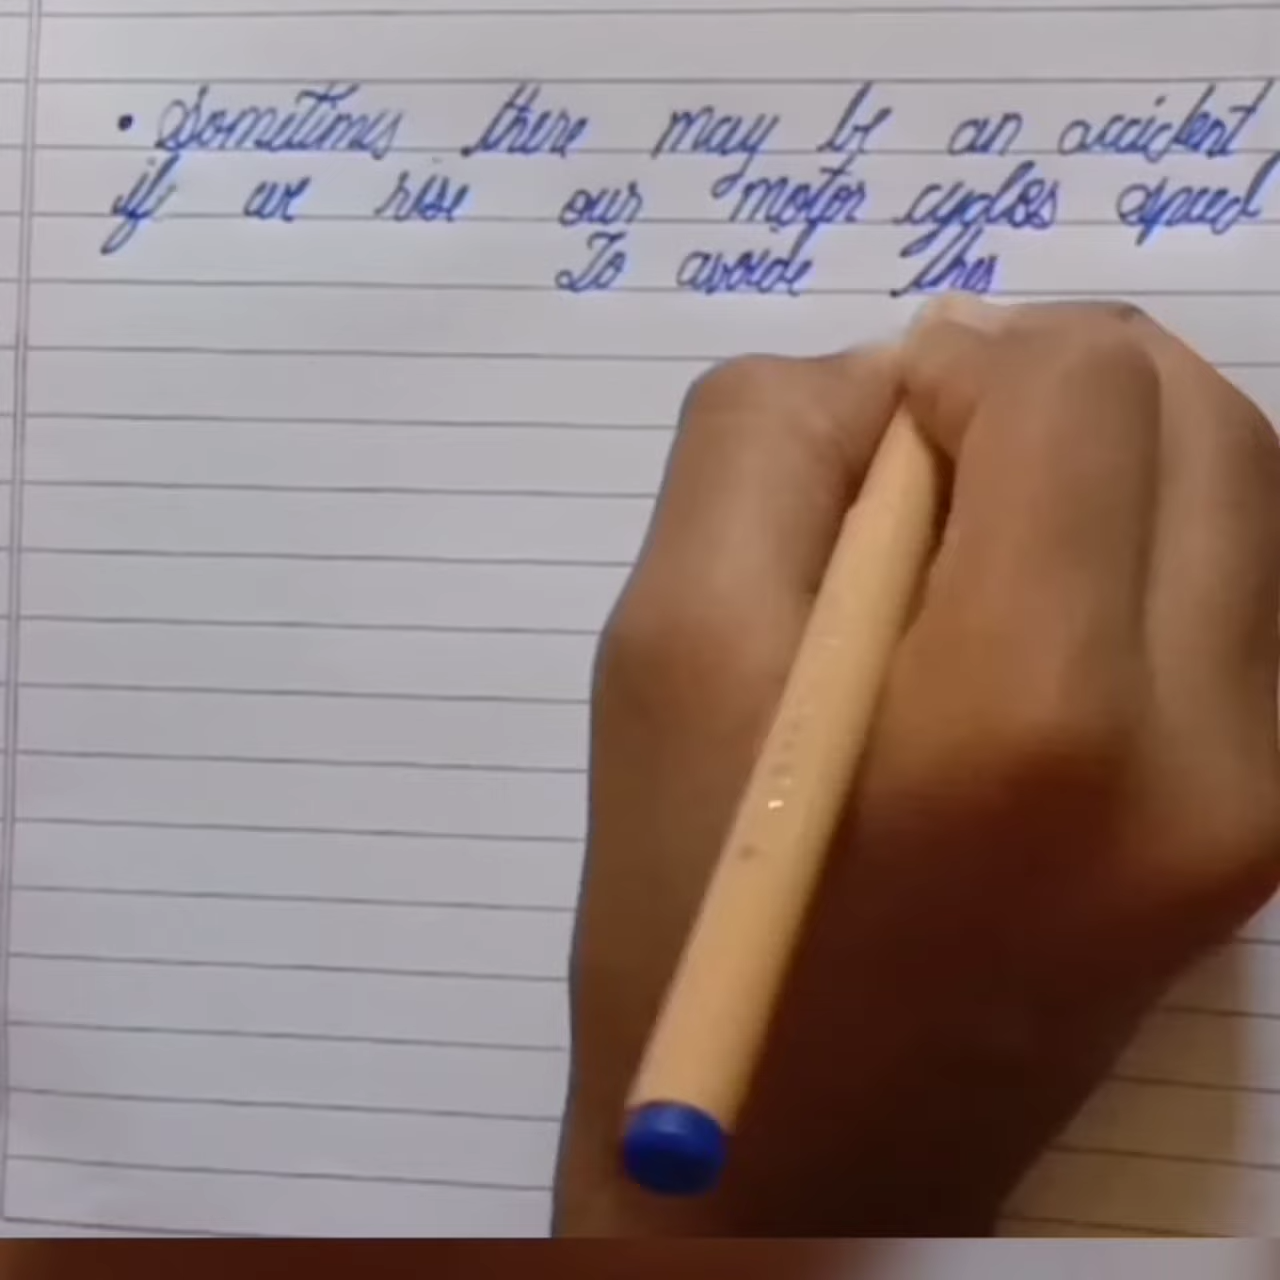 • Sometimes there may be an accident
if we rise our motor cycles speed
To avoide this